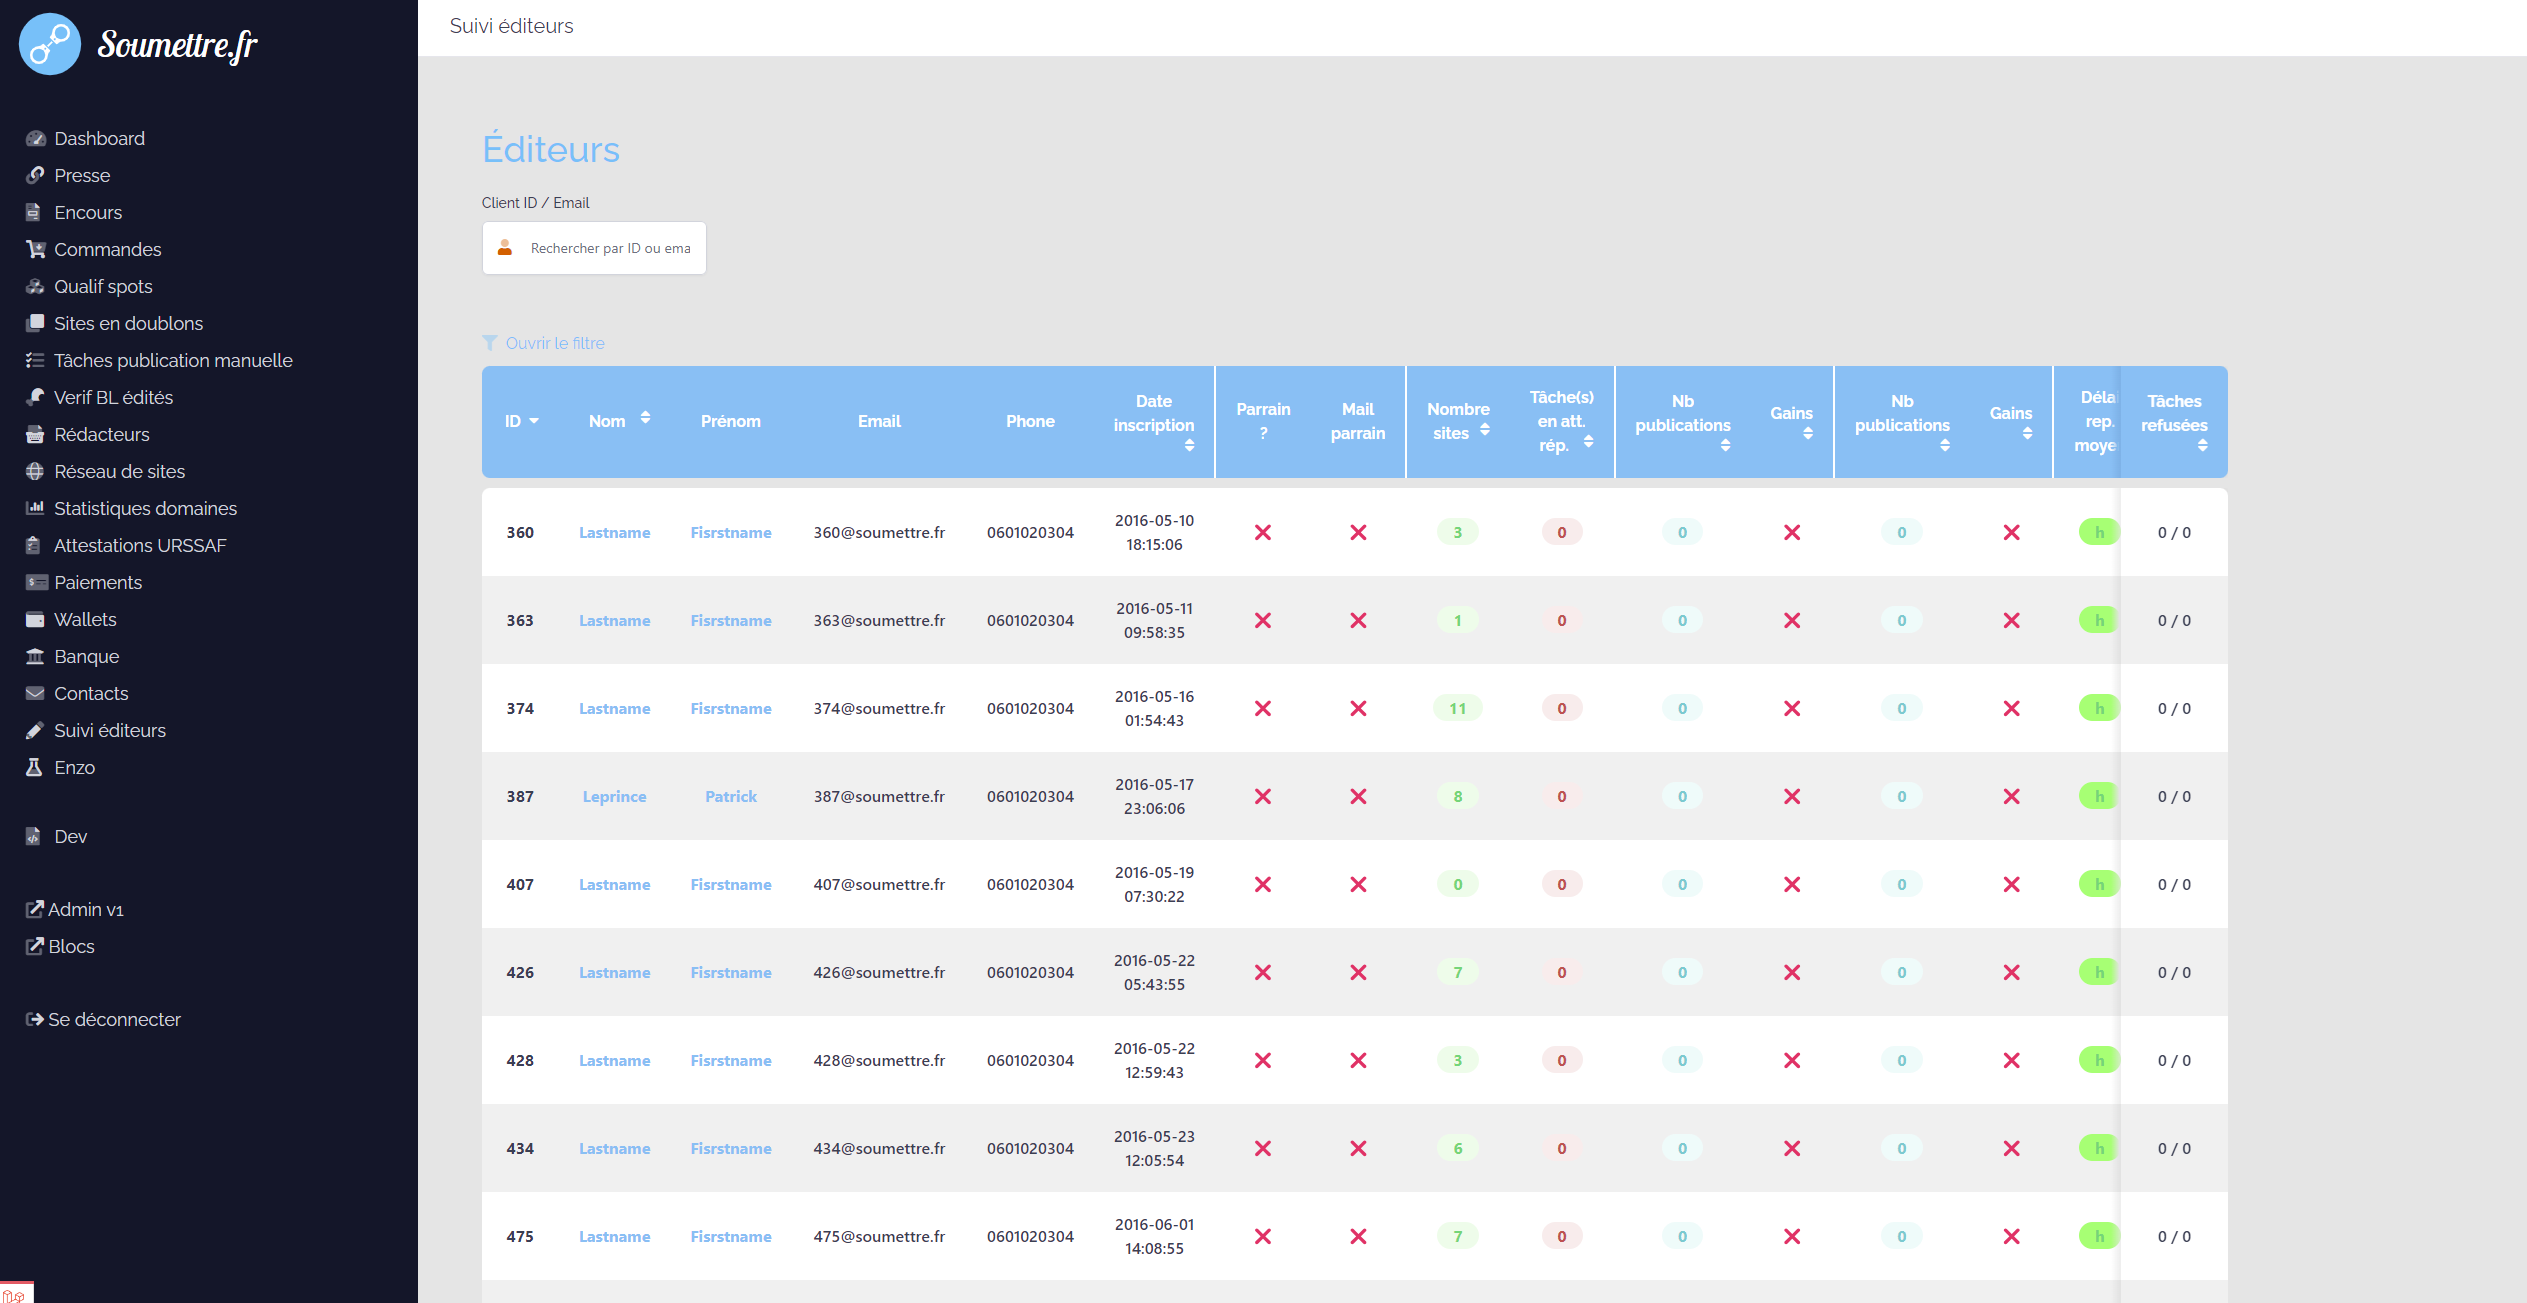 Soumettre.fr
Dashboard
Presse
Encours
Commandes
Qualif spots
Sites en doublons
Tâches publication manuelle
Verif BL édités
Rédacteurs
Réseau de sites
Statistiques domaines
Attestations URSSAF
Paiements
Wallets
Banque
Contacts
Suivi éditeurs
Enzo
Dev
Admin v1
Blocs
Se déconnecter
Suivi éditeurs
Éditeurs
Client ID / Email
Rechercher par ID ou ema
Ouvrir le filtre
ID Nom Prénom Email Phone Date inscription Parrain ? Mail parrain Nombre sites Tâche(s) en att. rép. Nb publications Gains Nb publications Gains Délai rep. moye Tâches refusées
360 Lastname Fisrstname 360@soumettre.fr 0601020304 2016-05-10 18:15:06 3 0 0 0 h 0 / 0
363 Lastname Fisrstname 363@soumettre.fr 0601020304 2016-05-11 09:58:35 1 0 0 0 h 0 / 0
374 Lastname Fisrstname 374@soumettre.fr 0601020304 2016-05-16 01:54:43 11 0 0 0 h 0 / 0
387 Leprince Patrick 387@soumettre.fr 0601020304 2016-05-17 23:06:06 8 0 0 0 h 0 / 0
407 Lastname Fisrstname 407@soumettre.fr 0601020304 2016-05-19 07:30:22 0 0 0 0 h 0 / 0
426 Lastname Fisrstname 426@soumettre.fr 0601020304 2016-05-22 05:43:55 7 0 0 0 h 0 / 0
428 Lastname Fisrstname 428@soumettre.fr 0601020304 2016-05-22 12:59:43 3 0 0 0 h 0 / 0
434 Lastname Fisrstname 434@soumettre.fr 0601020304 2016-05-23 12:05:54 6 0 0 0 h 0 / 0
475 Lastname Fisrstname 475@soumettre.fr 0601020304 2016-06-01 14:08:55 7 0 0 0 h 0 / 0